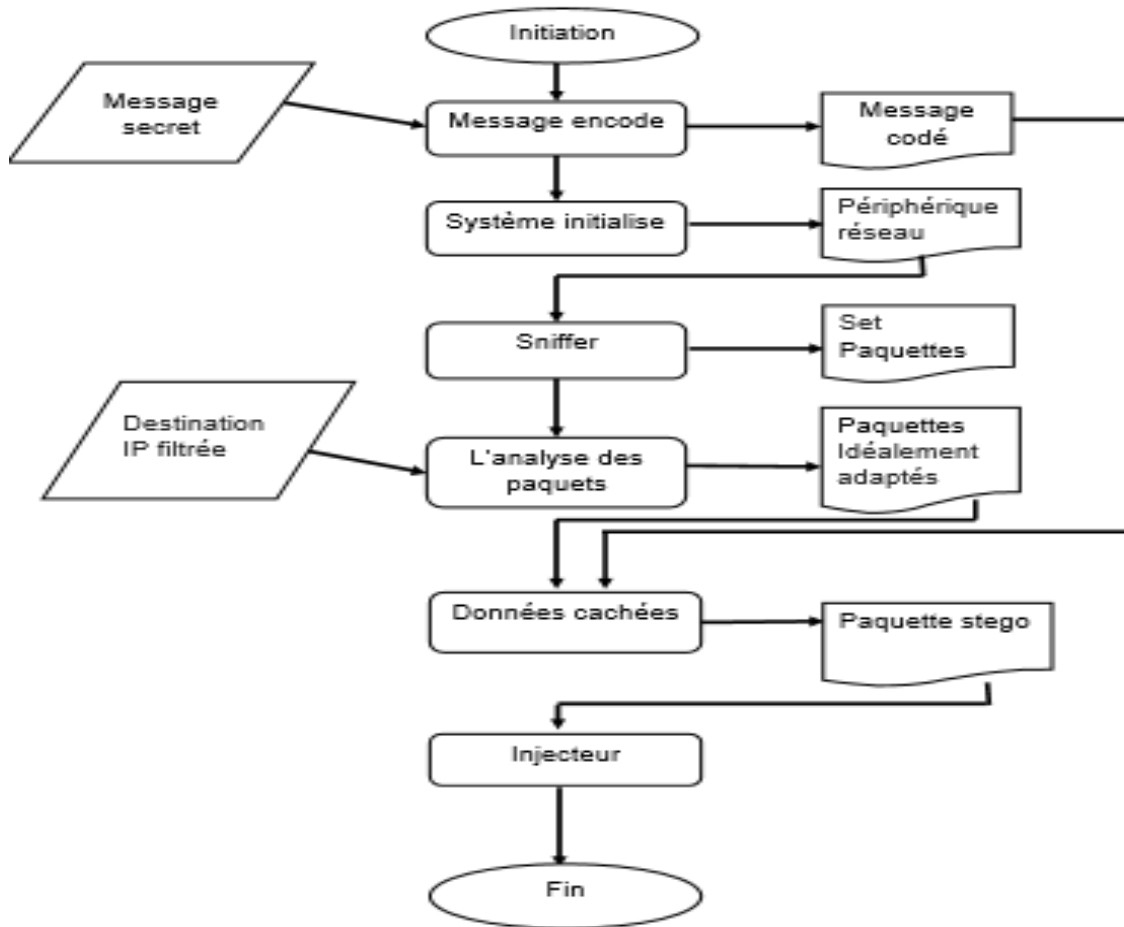 Initiation
Message
secret
Message encode
Message
codé
Système initialise
Périphérique
réseau
Sniffer
Set
Paquettes
Destination
IP filtrée
L'analyse des
paquets
Paquettes
Idéalement
adaptés
Données cachées
Paquette stego
Injecteur
Fin